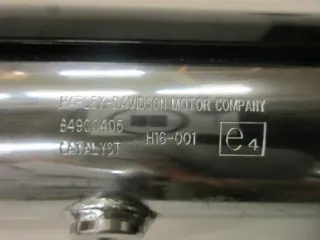 HARLEY-DAVIDSON MOTOR COMPANY
64900405 H16-001 e4
CATALYST